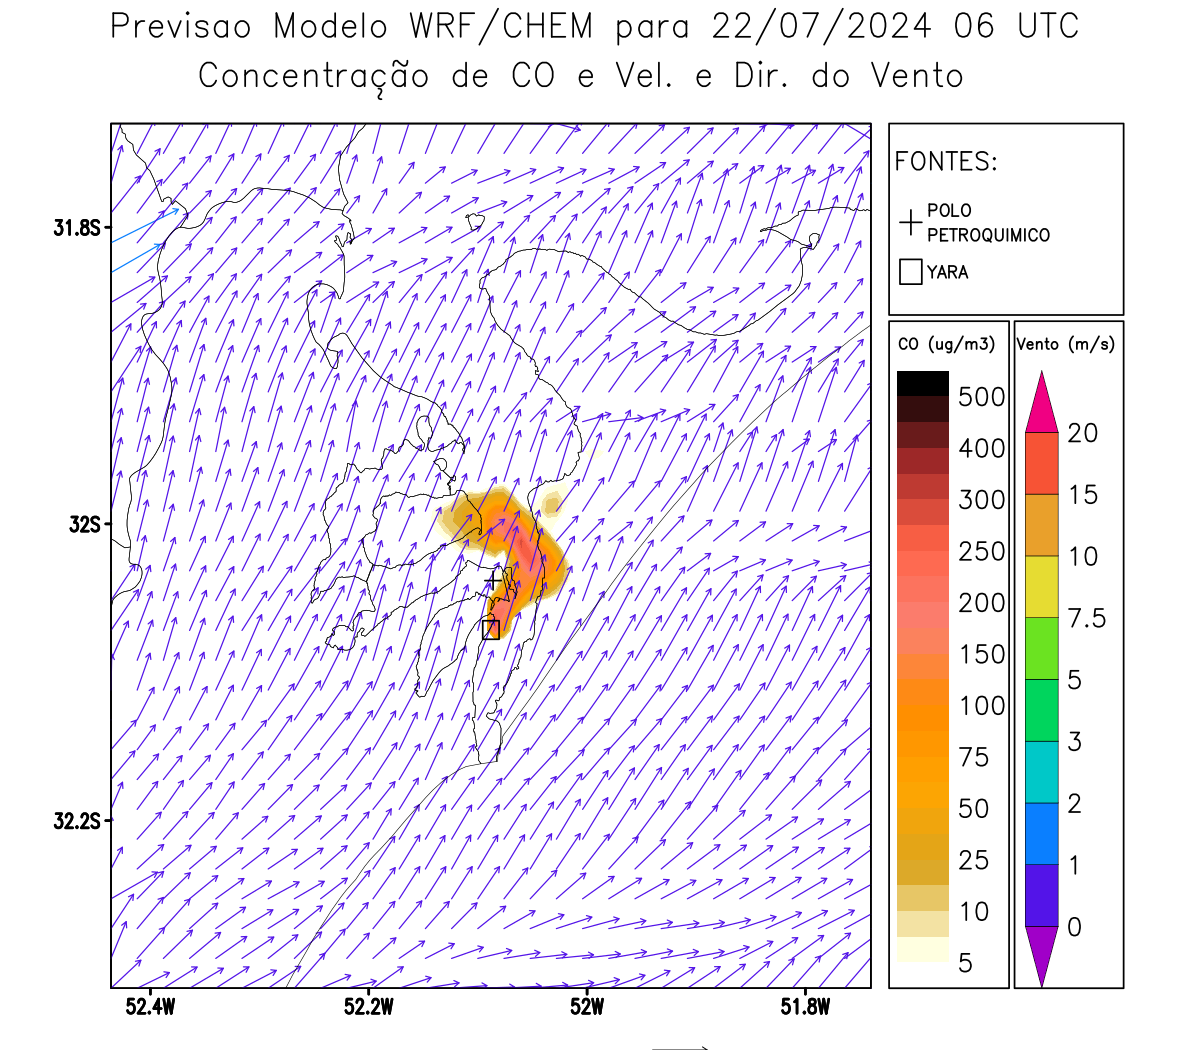 Previsao Modelo WRF/CHEM para 22/07/2024 06 UTC
Concentração de CO e Vel. e Dir. do Vento
FONTES:
POLO
PETROQUIMICO
YARA
31.8S
32S
32.2S
52.4W
52.2W
52W
51.8W
CO (ug/m3)
500
400
300
250
200
150
100
75
50
25
10
5
Vento (m/s)
20
15
10
7.5
5
3
2
1
0